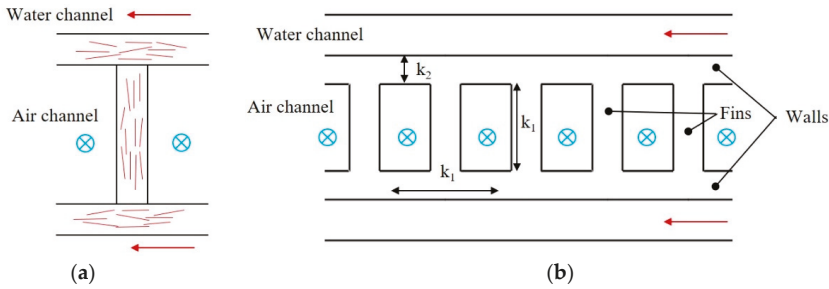 Water channel
Air channel
(a)
Water channel
k₂
Air channel
k₁
Fins
Walls
k₁
(b)